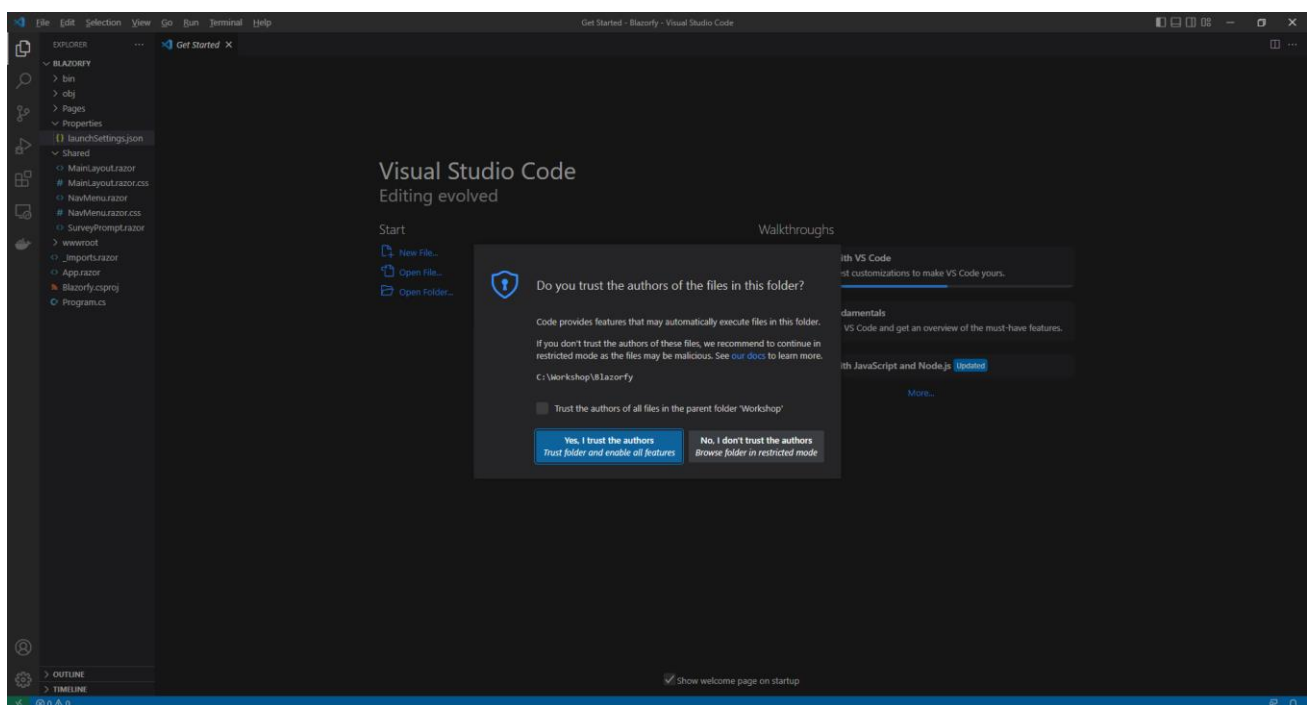 File Edit Selection View Go Run Terminal Help
Get Started - Blazorfy - Visual Studio Code
EXPLORER
Get Started
BLAZORFY
bin
obj
Pages
Properties
{} launchSettings.json
Shared
MainLayout.razor
# MainLayout.razor.css
NavMenu.razor
# NavMenu.razor.css
SurveyPrompt.razor
wwwroot
_Imports.razor
App.razor
Blazorfy.csproj
Program.cs
OUTLINE
TIMELINE
Visual Studio Code
Editing evolved
Start
New File...
Open File...
Open Folder...
Walkthroughs
ith VS Code
st customizations to make VS Code yours.
damentals
VS Code and get an overview of the must-have features.
ith JavaScript and Node.js Updated
More...
Do you trust the authors of the files in this folder?
Code provides features that may automatically execute files in this folder.
If you don't trust the authors of these files, we recommend to continue in
restricted mode as the files may be malicious. See our docs to learn more.
C:\Workshop\Blazorfy
Trust the authors of all files in the parent folder 'Workshop'
Yes, I trust the authors
Trust folder and enable all features
No, I don't trust the authors
Browse folder in restricted mode
Show welcome page on startup
0 0